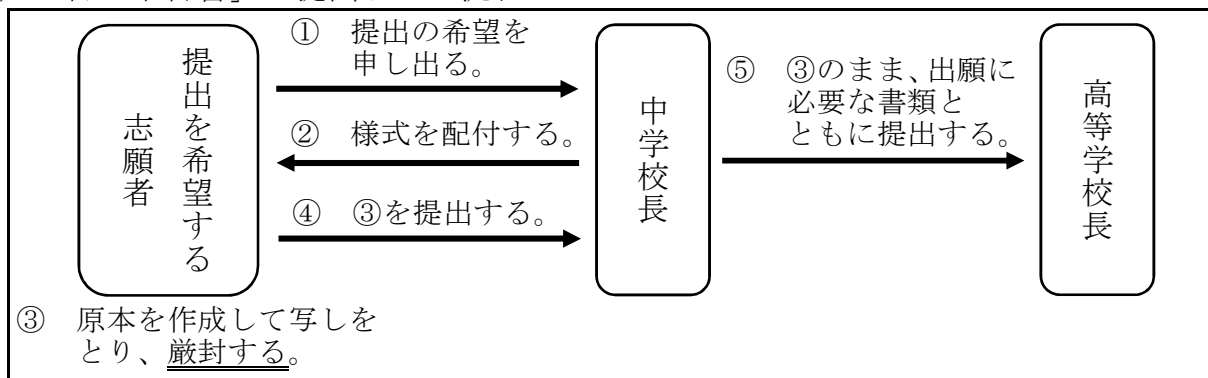 提出を希望する
志願者
① 提出の希望を
申し出る。
② 様式を配付する。
④ ③を提出する。
中学校長
⑤ ③のまま、出願に
必要な書類と
ともに提出する。
高等学校長
③ 原本を作成して写しを
とり、厳封する。